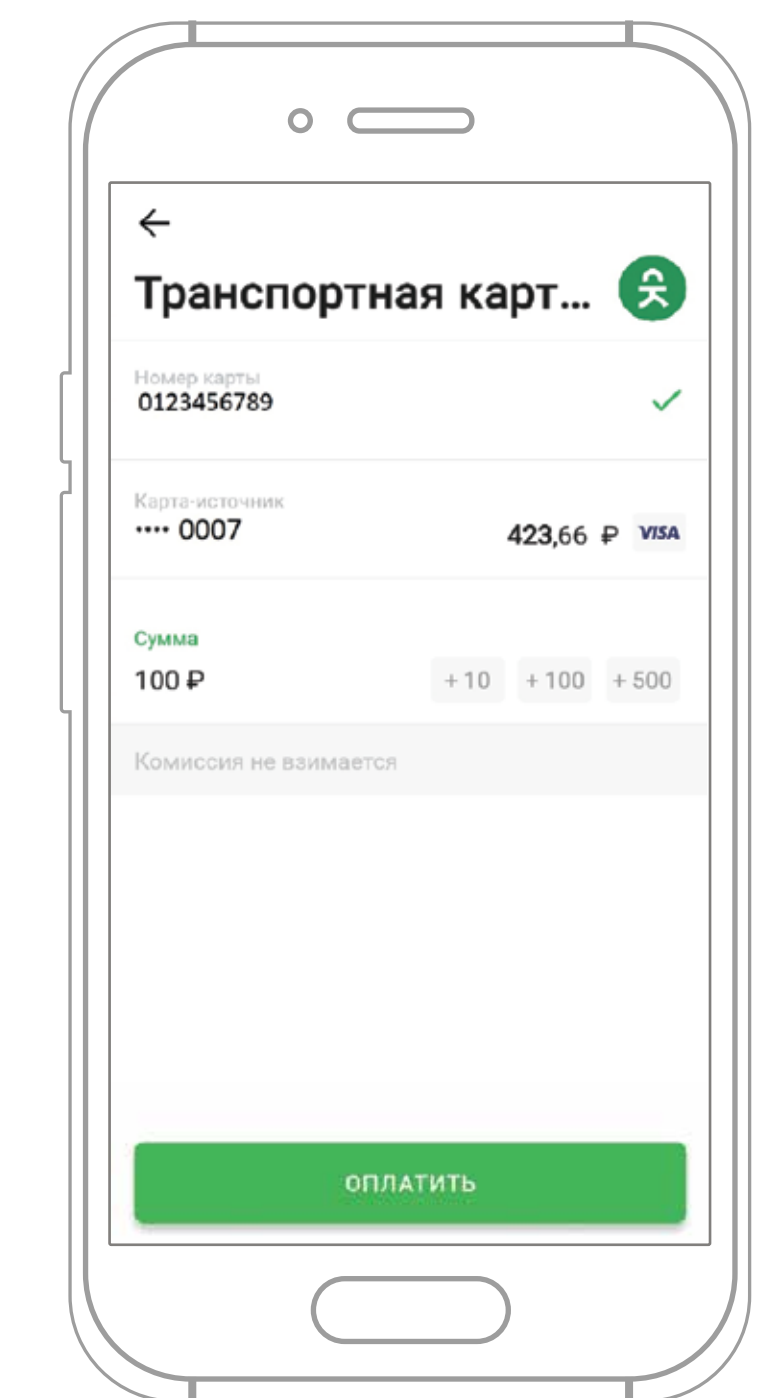 Транспортная карт...
Номер карты
0123456789
Карта-источник
•••• 0007 423,66 ₽ VISA
Сумма
100 ₽ + 10 + 100 + 500
Комиссия не взимается
ОПЛАТИТЬ